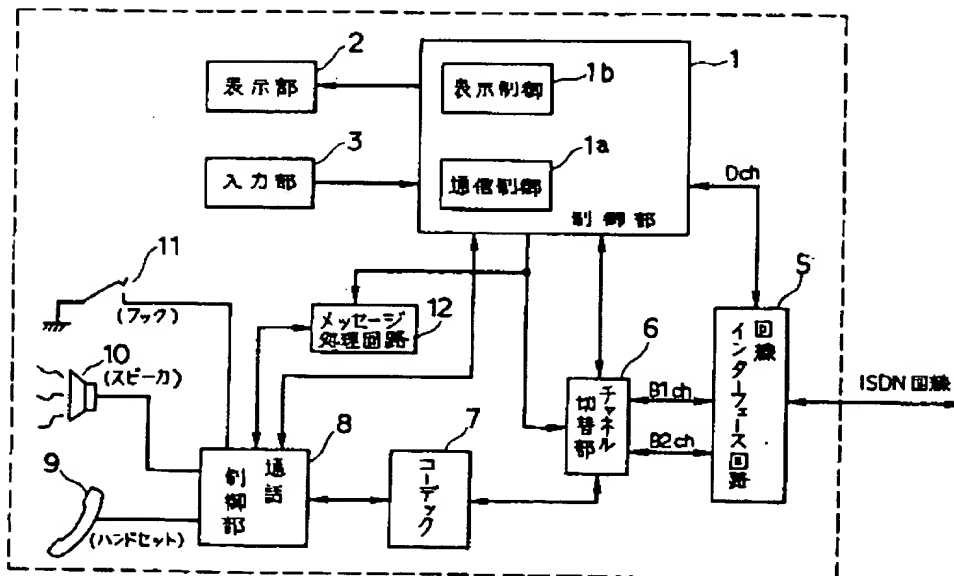 2
表示部
3
入力部
1
1b
表示制御
1a
通信制御
制御部
Dch
11
(フック)
メッセージ
処理回路
12
10
(スピーカ)
9
(ハンドセット)
8
通話
制御部
7
コーデック
6
チャネル
切替部
B1ch
B2ch
S
回線
インターフェース回路
ISDN回線